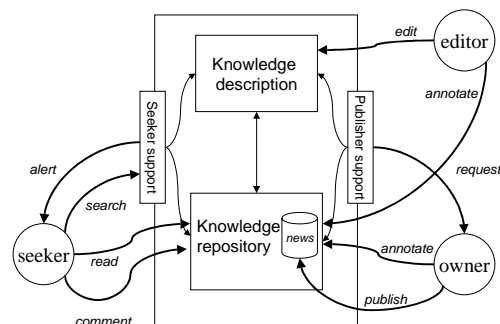 edit
editor
Knowledge
description
annotate
Seeker support
Publisher support
alert
request
search
Knowledge
repository
news
seeker
read
annotate
owner
publish
comment